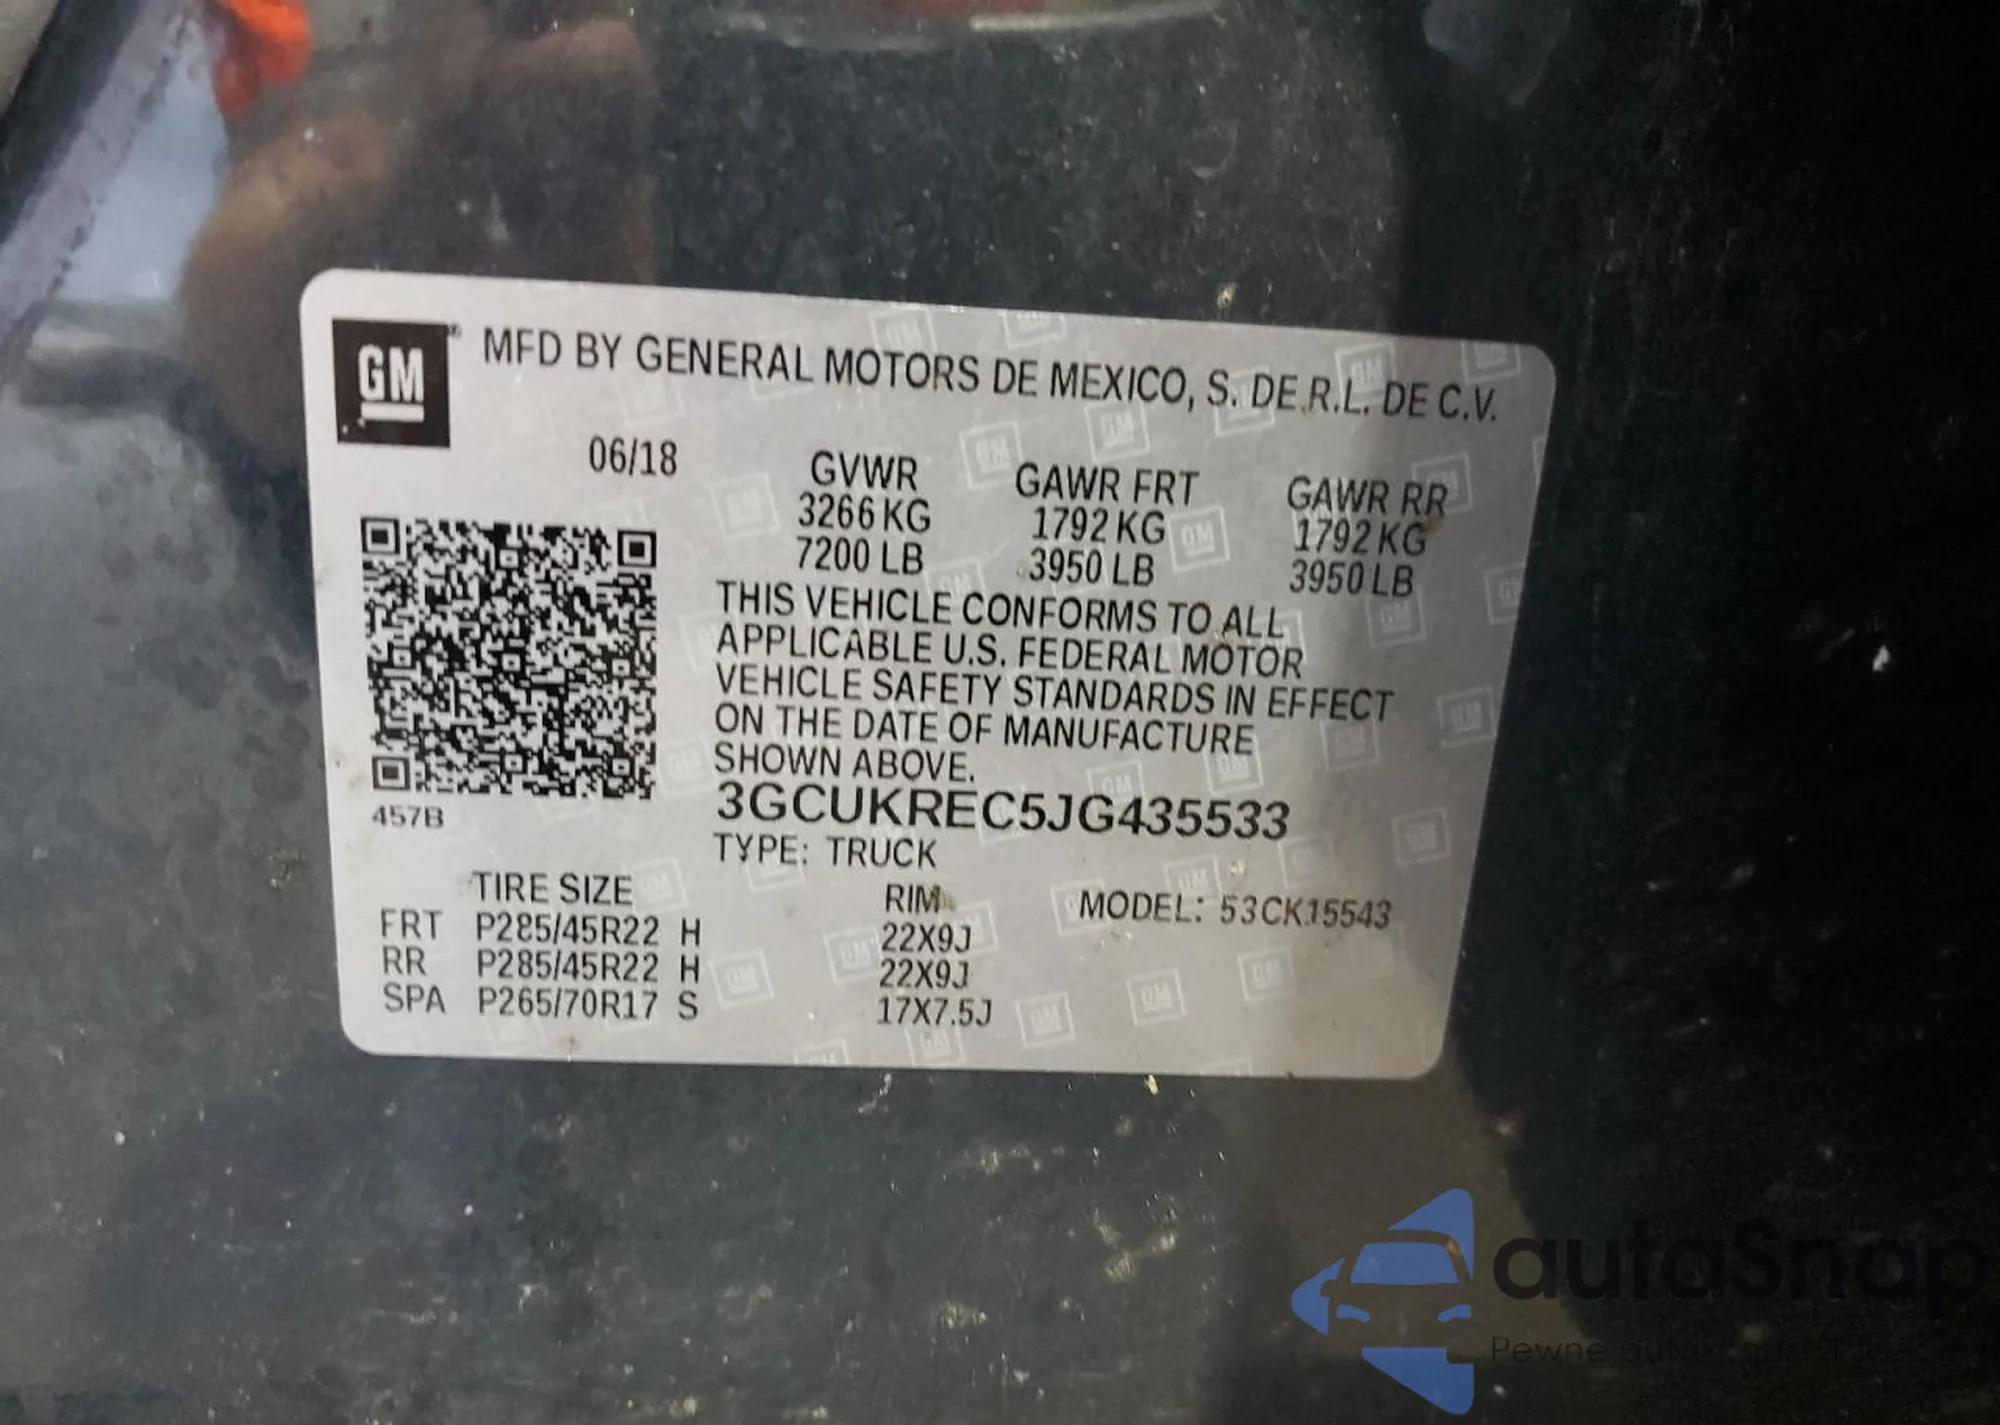 GM
MFD BY GENERAL MOTORS DE MEXICO, S. DE R.L. DE C.V.
06/18
GVWR GAWR FRT GAWR RR
3266 KG 1792 KG 1792 KG
7200 LB 3950 LB 3950 LB
THIS VEHICLE CONFORMS TO ALL
APPLICABLE U.S. FEDERAL MOTOR
VEHICLE SAFETY STANDARDS IN EFFECT
ON THE DATE OF MANUFACTURE
SHOWN ABOVE.
457B
3GCUKREC5JG435533
TYPE: TRUCK
TIRE SIZE RIM MODEL: 53CK15543
FRT P285/45R22 H 22X9J
RR P285/45R22 H 22X9J
SPA P265/70R17 S 17X7.5J
autaSnap
Pewne auta